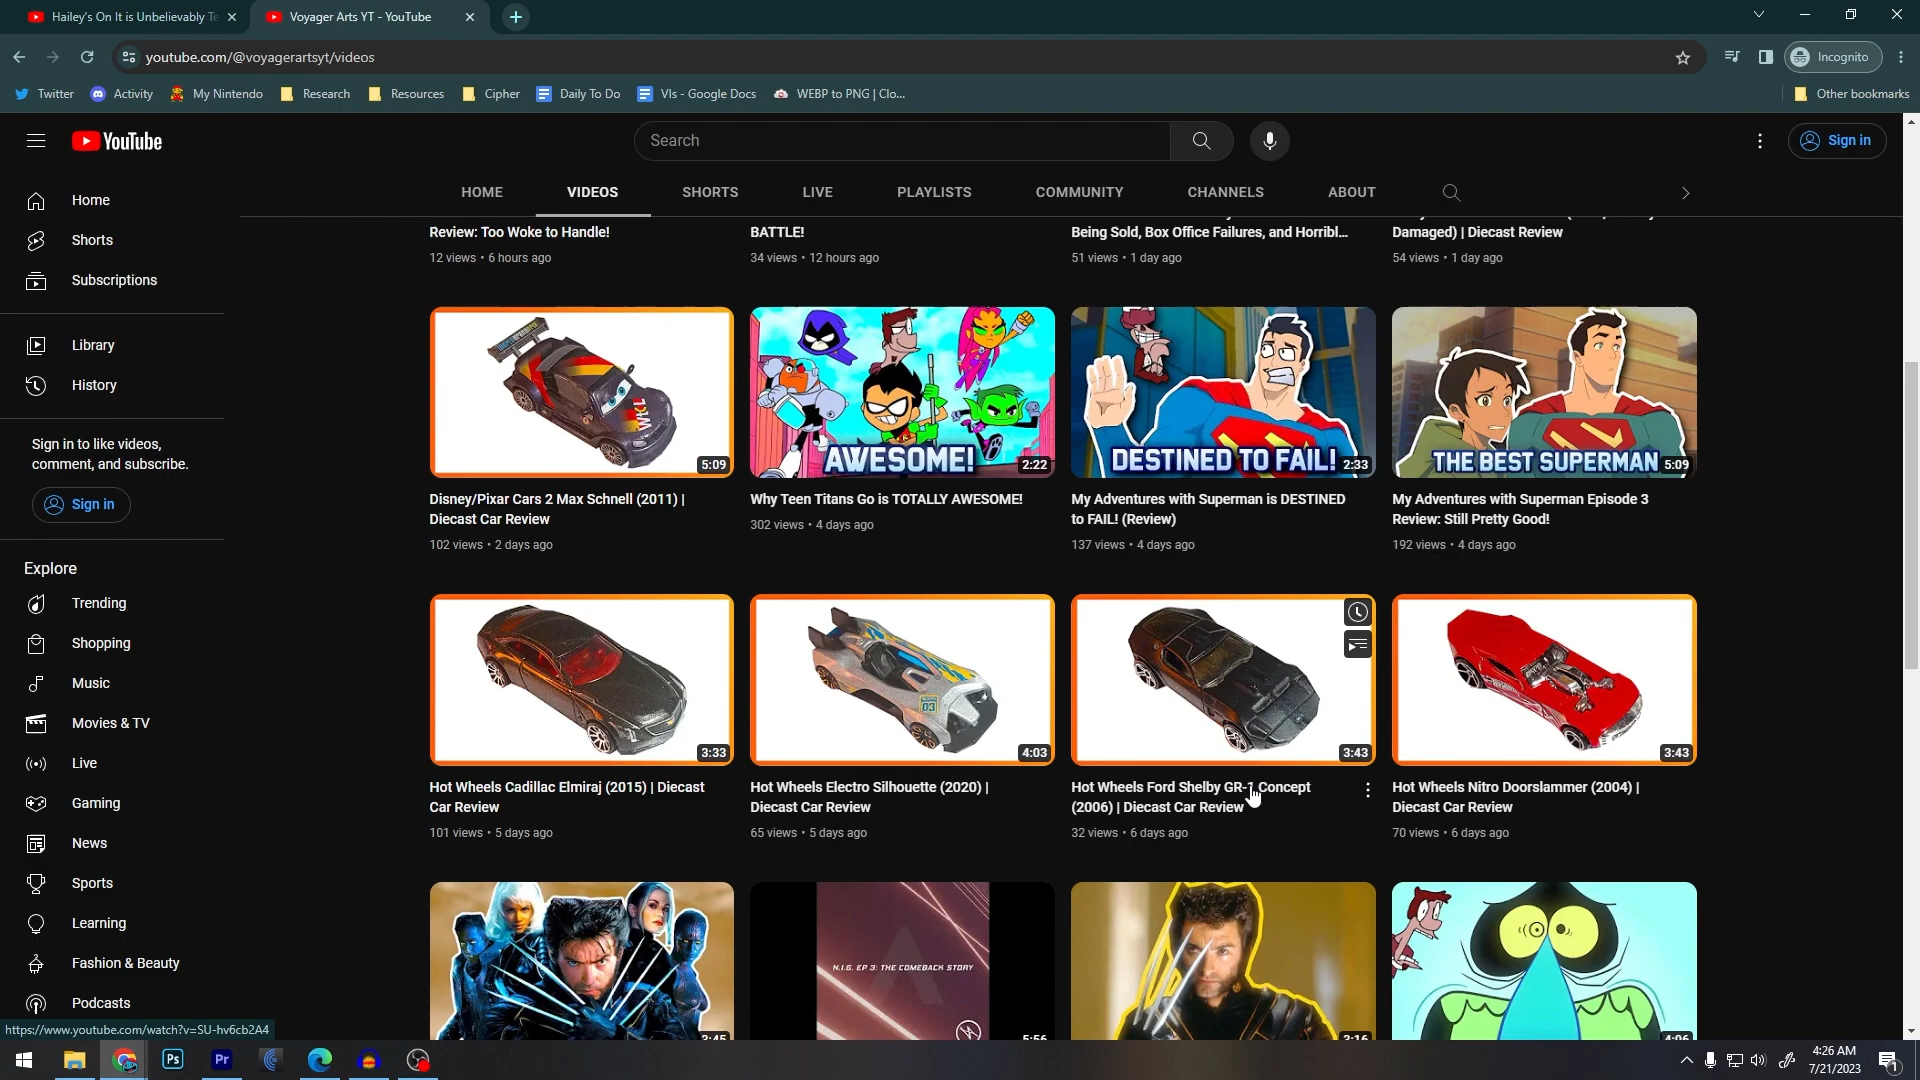 Hailey's On It is Unbelievably Te
Voyager Arts YT - YouTube
youtube.com/@voyagerartsyt/videos
Incognito
Twitter
Activity
My Nintendo
Research
Resources
Cipher
Daily To Do
VIs - Google Docs
WEBP to PNG | Clo...
Other bookmarks
YouTube
Search
Sign in
HOME
VIDEOS
SHORTS
LIVE
PLAYLISTS
COMMUNITY
CHANNELS
ABOUT
Home
Shorts
Subscriptions
Library
History
Sign in to like videos,
comment, and subscribe.
Sign in
Explore
Trending
Shopping
Music
Movies & TV
Live
Gaming
News
Sports
Learning
Fashion & Beauty
Podcasts
Review: Too Woke to Handle!
12 views • 6 hours ago
BATTLE!
34 views • 12 hours ago
Being Sold, Box Office Failures, and Horribl...
51 views • 1 day ago
Damaged) | Diecast Review
54 views • 1 day ago
5:09
Disney/Pixar Cars 2 Max Schnell (2011) |
Diecast Car Review
102 views • 2 days ago
AWESOME!
2:22
Why Teen Titans Go is TOTALLY AWESOME!
302 views • 4 days ago
DESTINED TO FAIL!
2:33
My Adventures with Superman is DESTINED
to FAIL! (Review)
137 views • 4 days ago
THE BEST SUPERMAN
5:09
My Adventures with Superman Episode 3
Review: Still Pretty Good!
192 views • 4 days ago
3:33
Hot Wheels Cadillac Elmiraj (2015) | Diecast
Car Review
101 views • 5 days ago
03
4:03
Hot Wheels Electro Silhouette (2020) |
Diecast Car Review
65 views • 5 days ago
3:43
Hot Wheels Ford Shelby GR-1 Concept
(2006) | Diecast Car Review
32 views • 6 days ago
3:43
Hot Wheels Nitro Doorslammer (2004) |
Diecast Car Review
70 views • 6 days ago
3:45
N.I.G. EP 3: THE COMEBACK STORY
5:56
3:16
4:06
https://www.youtube.com/watch?v=SU-hv6cb2A4
Ps
Pr
4:26 AM
7/21/2023
1